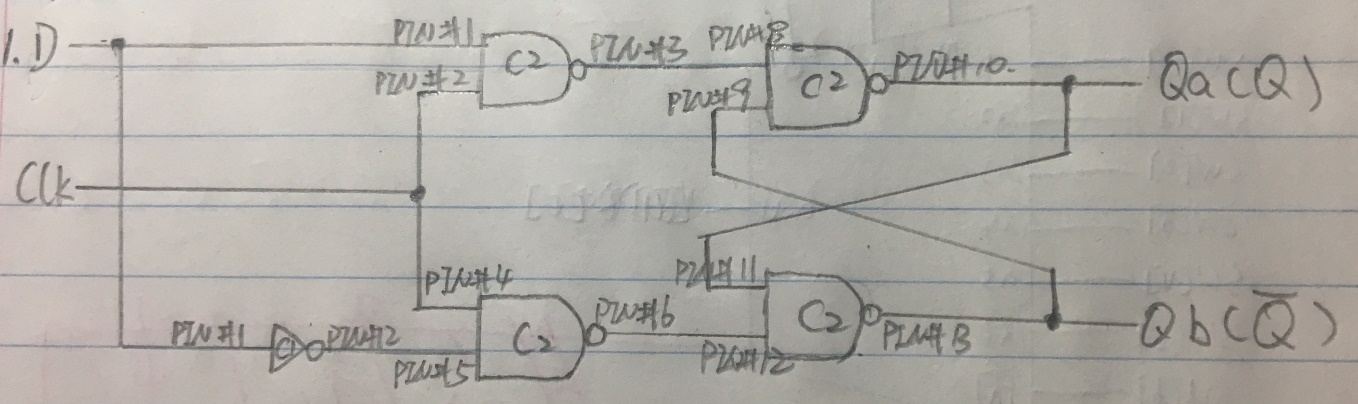 1. D
PIN#1
C2
PIN#3
PIN#8
PIN#2
PIN#9
C2
PIN#10.
Qa(Q)
Clk
PIN#4
PIN#11
PIN#1
PIN#2
C2
PIN#6
C2
PIN#13
Qb(Q̅)
PIN#5
PIN#12